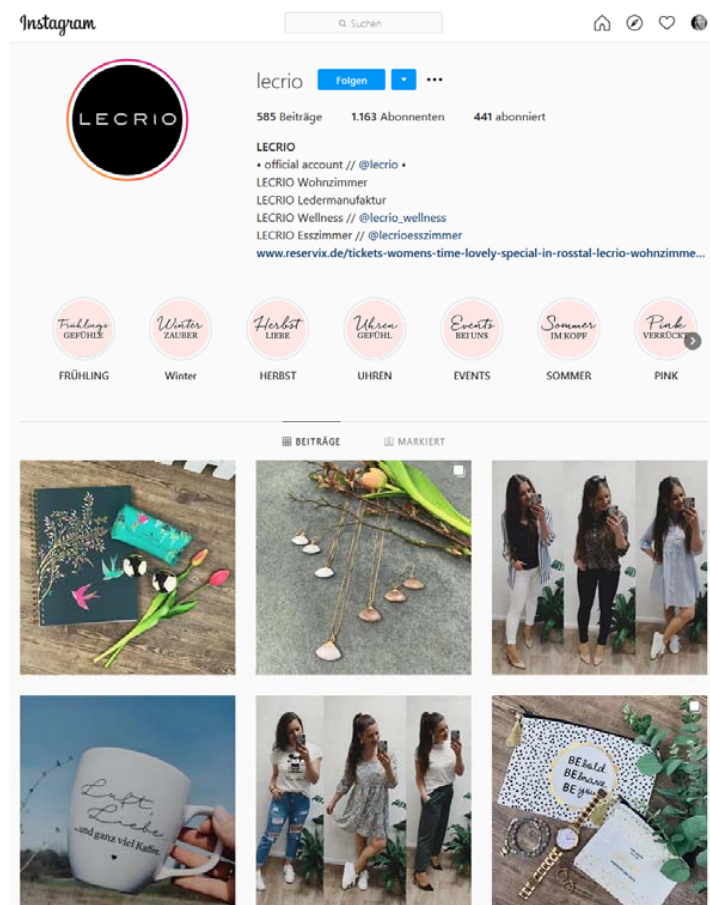 Instagram
Suchen
LECRIO
lecrio Folgen
585 Beiträge 1.163 Abonnenten 441 abonniert
LECRIO
• official account // @lecrio •
LECRIO Wohnzimmer
LECRIO Ledermanufaktur
LECRIO Wellness // @lecrio_wellness
LECRIO Esszimmer // @lecrioesszimmer
www.reservix.de/tickets-womens-time-lovely-special-in-rosstal-lecrio-wohnzimme...
Frühlings
GEFÜHLE
Winter
ZAUBER
Herbst
LIEBE
Uhren
GEFÜHL
Events
BEI UNS
Sommer
IM KOPF
Pink
VERRÜCKT
FRÜHLING Winter HERBST UHREN EVENTS SOMMER PINK
BEITRÄGE MARKIERT
Luft
Liebe
...und ganz viel Kaffee.
BE bold
BE brave
BE you